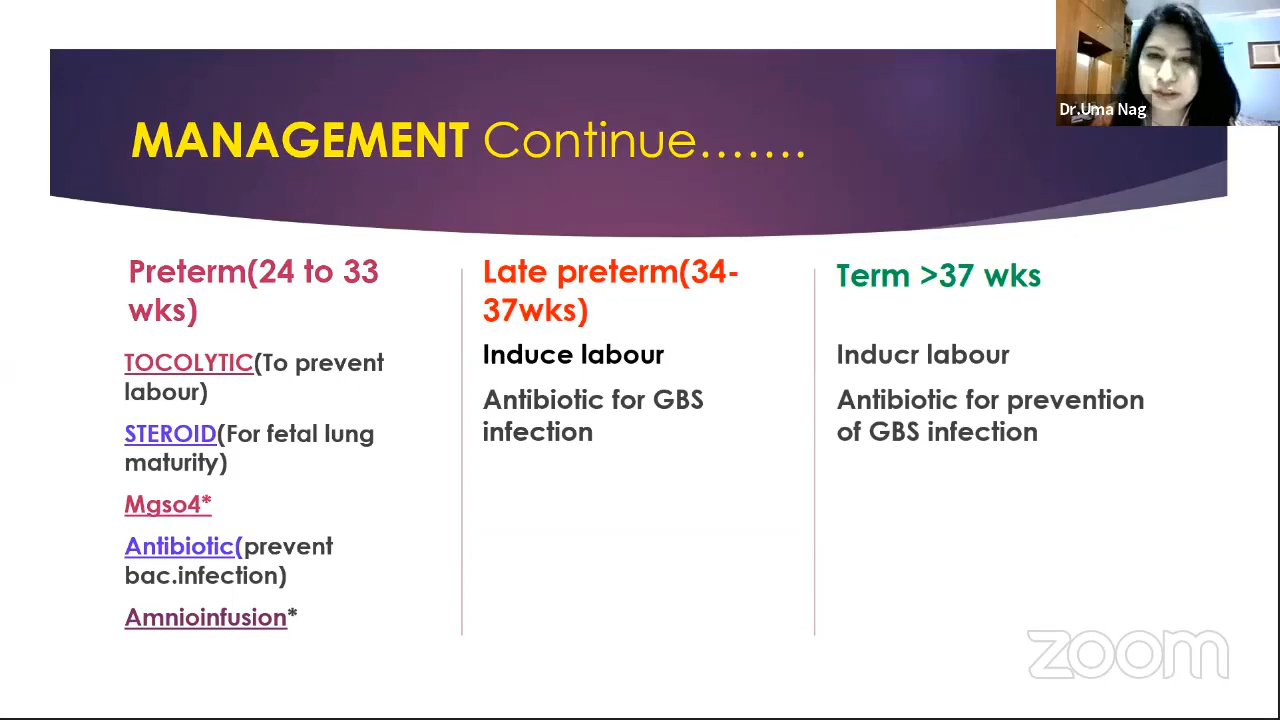 Dr.Uma Nag
MANAGEMENT Continue.......
Preterm(24 to 33
wks)
TOCOLYTIC(To prevent
labour)
STEROID(For fetal lung
maturity)
Mgso4*
Antibiotic(prevent
bac.infection)
Amnioinfusion*
Late preterm(34-
37wks)
Induce labour
Antibiotic for GBS
infection
Term >37 wks
Inducr labour
Antibiotic for prevention
of GBS infection
zoom